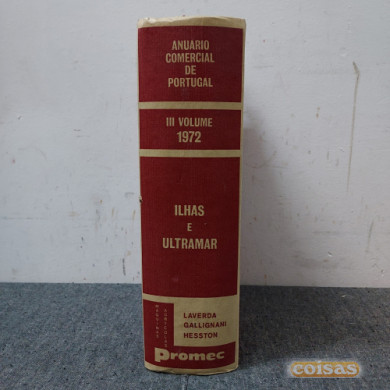 ANUARIO
COMERCIAL
DE
PORTUGAL
III VOLUME
1972
ILHAS
E
ULTRAMAR
LAVERDA
GALLIGNANI
HESSTON
Promec
coisas